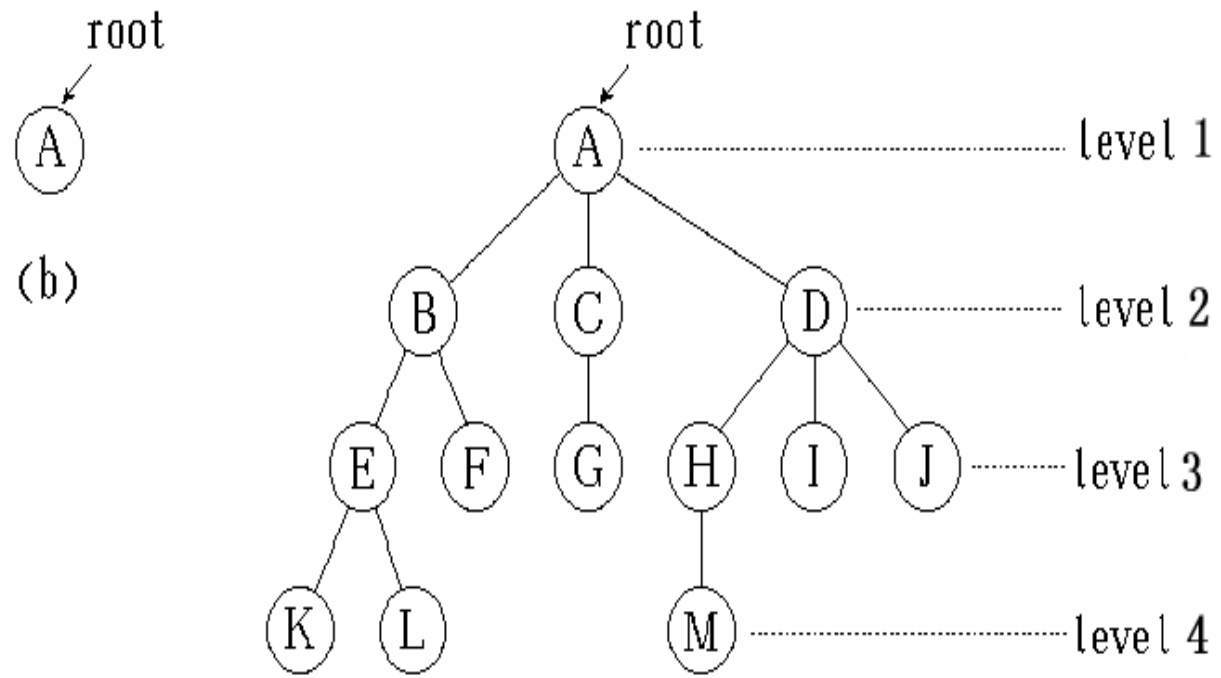 root root
A A level 1
(b)
B C D level 2
E F G H I J level 3
K L M level 4